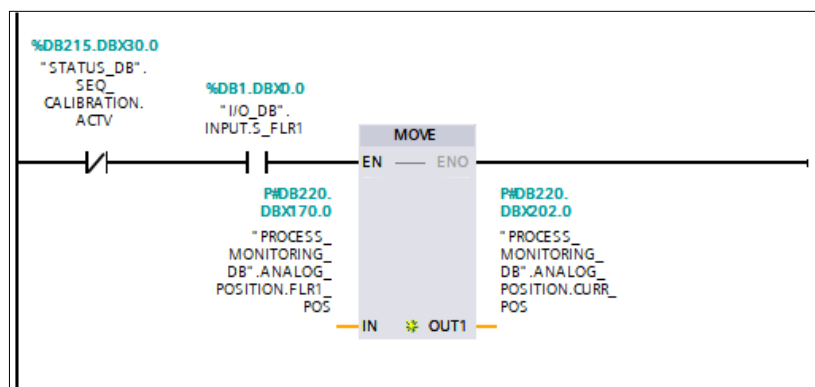 %DB215.DBX30.0
"STATUS_DB".
SEQ_
CALIBRATION.
ACTV
%DB1.DBX0.0
"I/O_DB".
INPUT.S_FLR1
MOVE
EN
ENO
P#DB220.
DBX170.0
"PROCESS_
MONITORING_
DB".ANALOG_
POSITION.FLR1_
POS
IN
P#DB220.
DBX202.0
"PROCESS_
MONITORING_
DB".ANALOG_
POSITION.CURR_
POS
OUT1